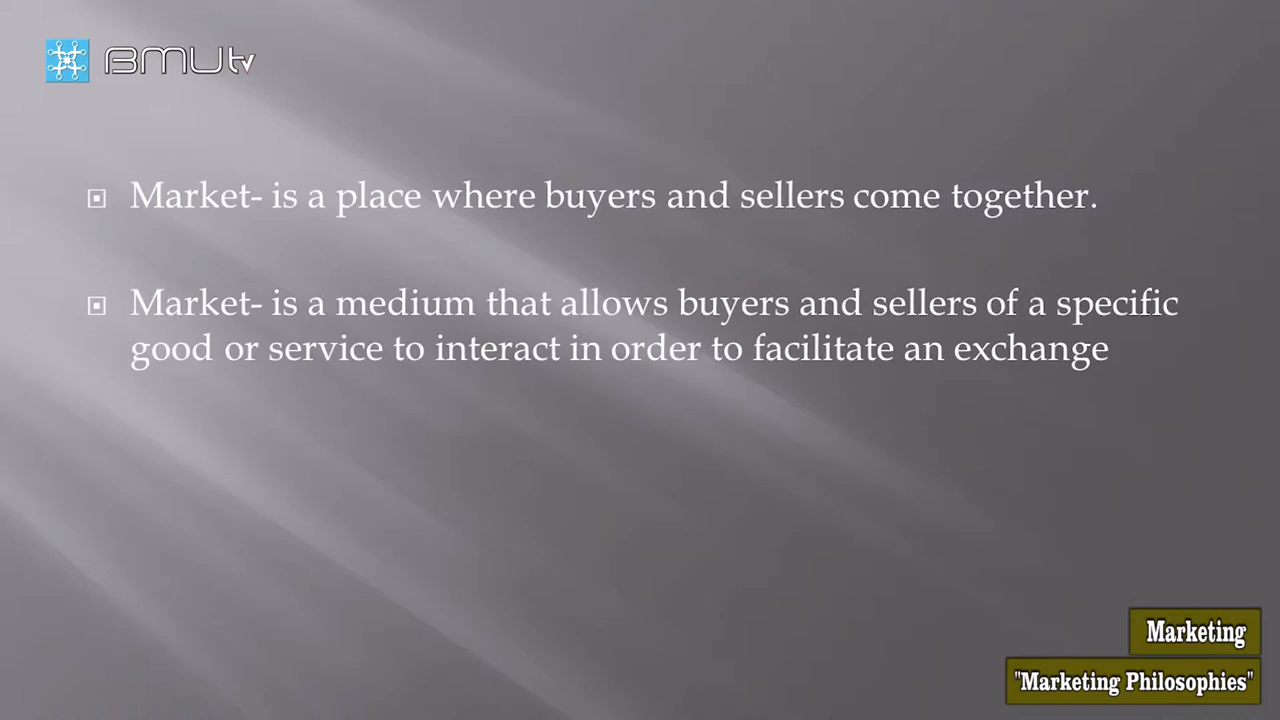 BMUtv
Market- is a place where buyers and sellers come together.
Market- is a medium that allows buyers and sellers of a specific
good or service to interact in order to facilitate an exchange
Marketing
"Marketing Philosophies"